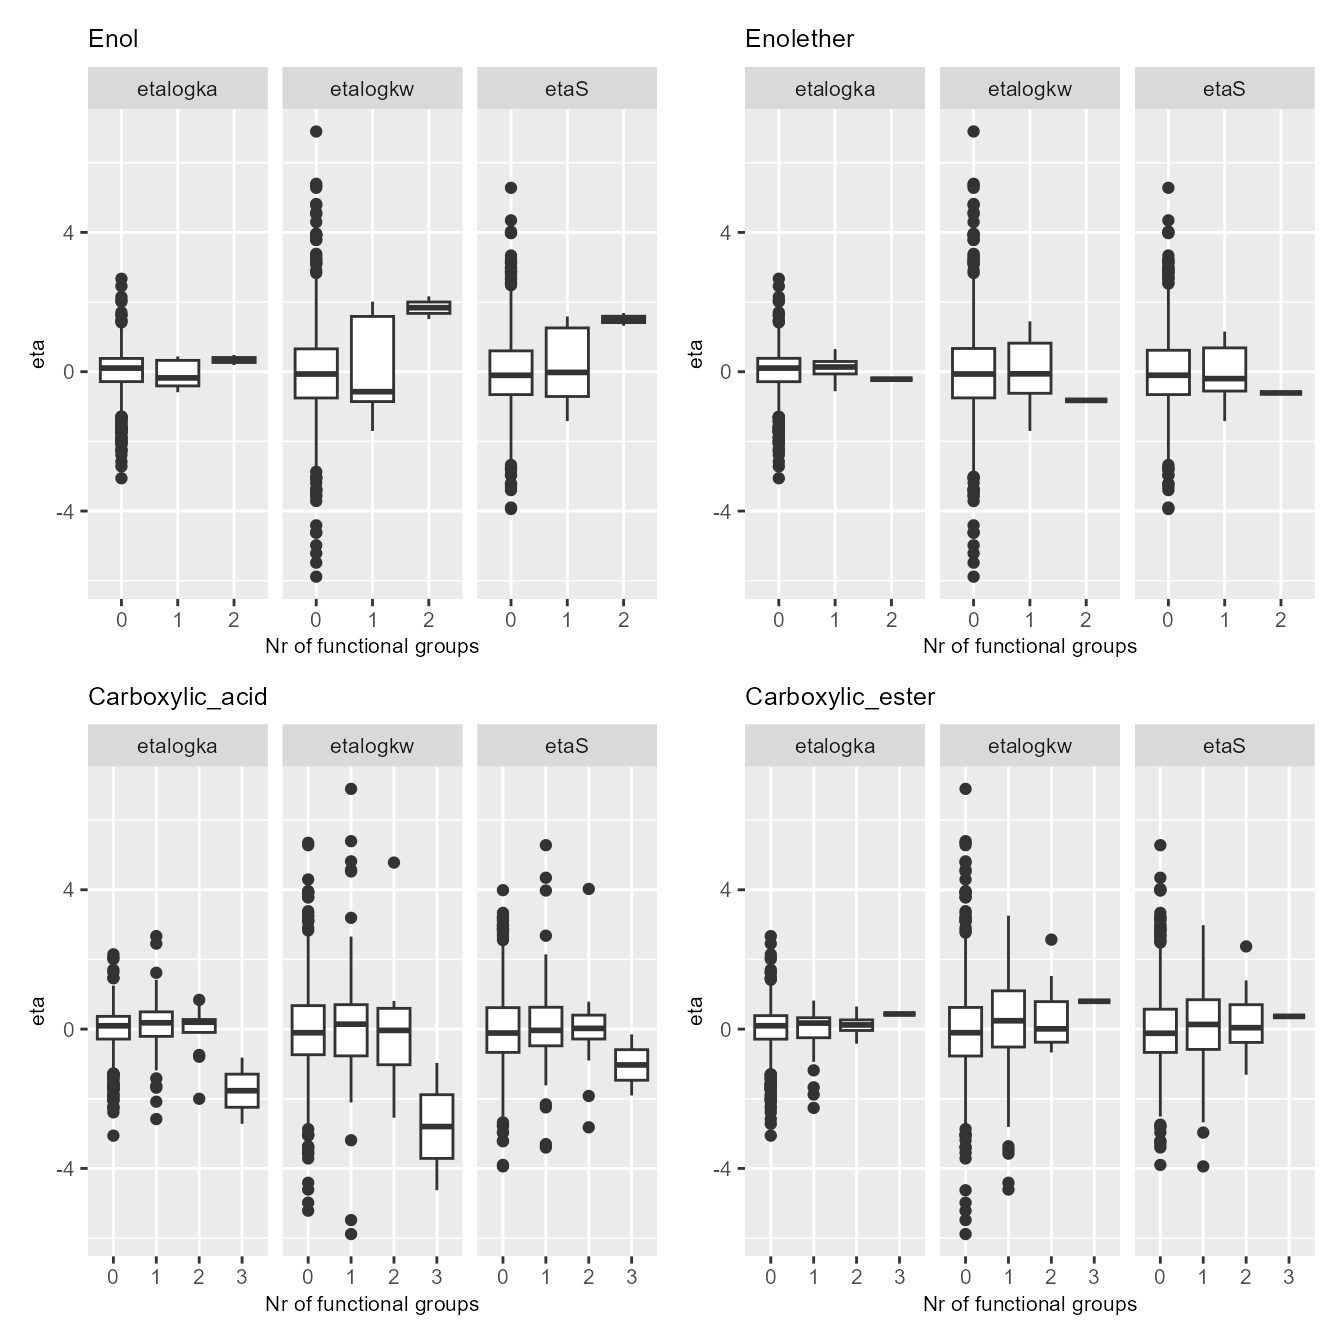 Enol
etalogka etalogkw etaS
eta
4
0
-4
0 1 2 0 1 2 0 1 2
Nr of functional groups
Enolether
etalogka etalogkw etaS
eta
4
0
-4
0 1 2 0 1 2 0 1 2
Nr of functional groups
Carboxylic_acid
etalogka etalogkw etaS
eta
4
0
-4
0 1 2 3 0 1 2 3 0 1 2 3
Nr of functional groups
Carboxylic_ester
etalogka etalogkw etaS
eta
4
0
-4
0 1 2 3 0 1 2 3 0 1 2 3
Nr of functional groups